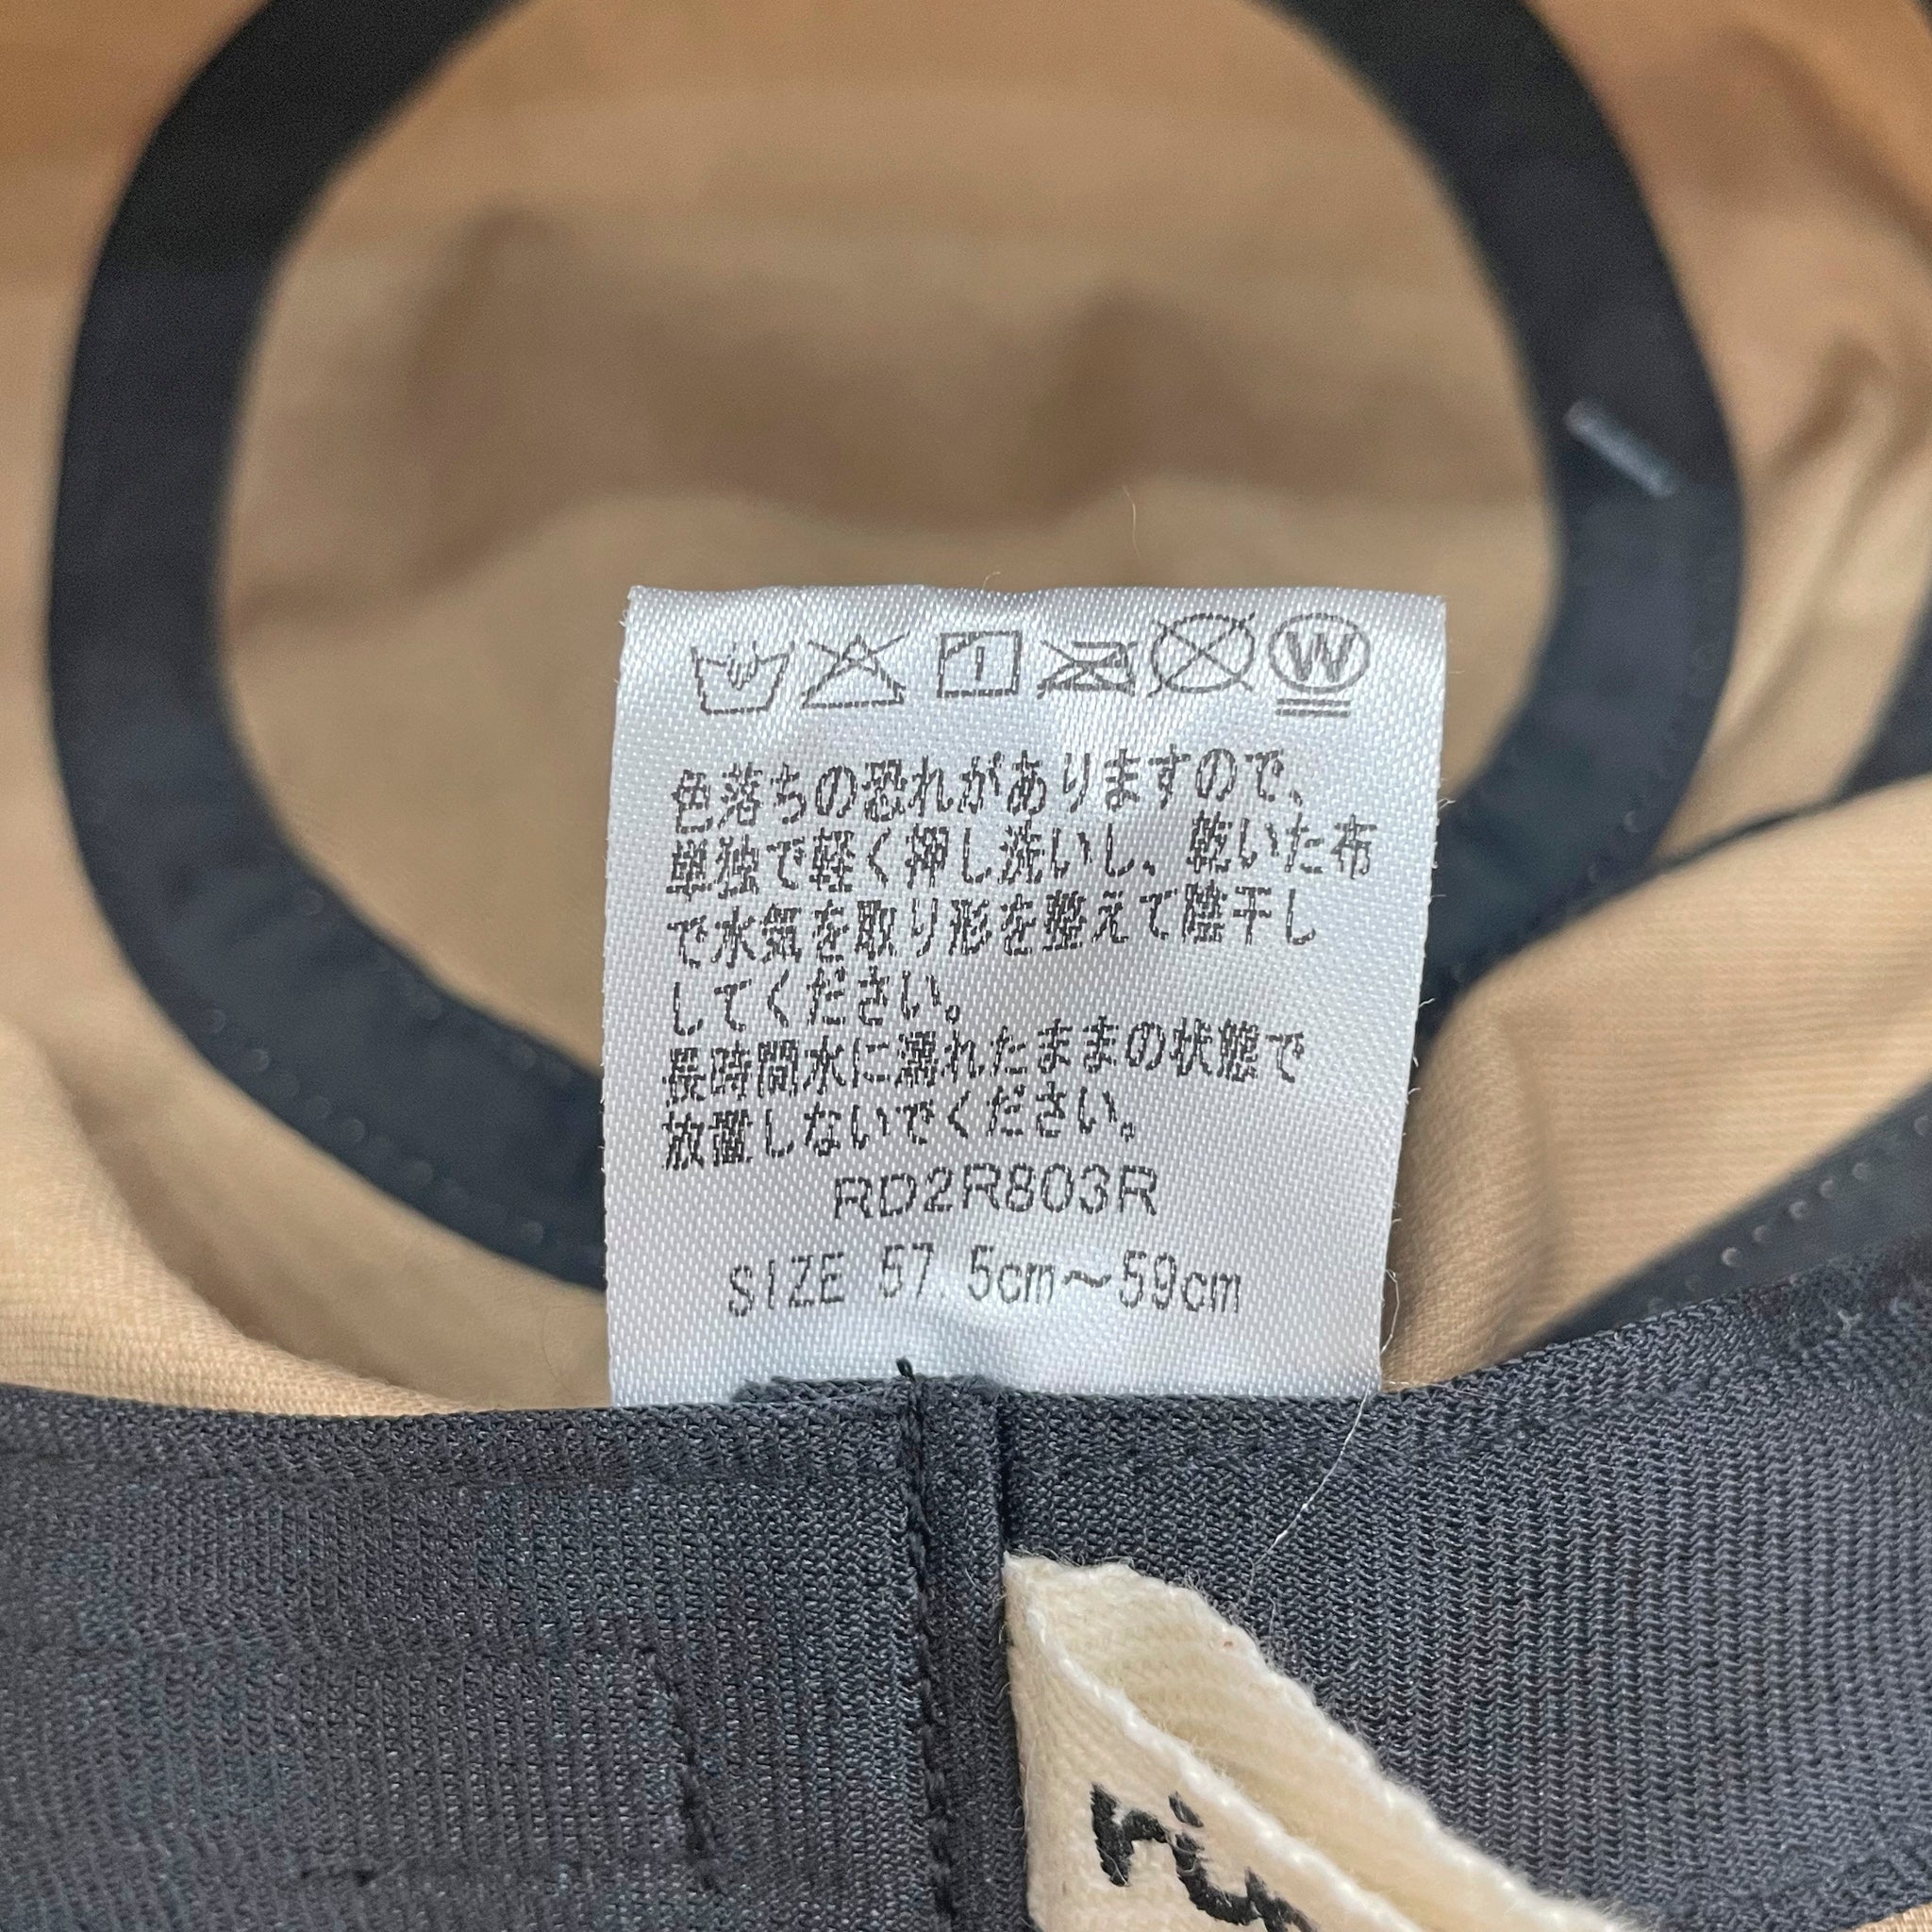 W
色落ちの恐れがありますので、
単独で軽く押し洗いし、乾いた布
で水気を取り形を整えて陰干し
してください。
長時間水に濡れたままの状態で
放置しないでください。
RD2R803R
SIZE 57.5cm～59cm